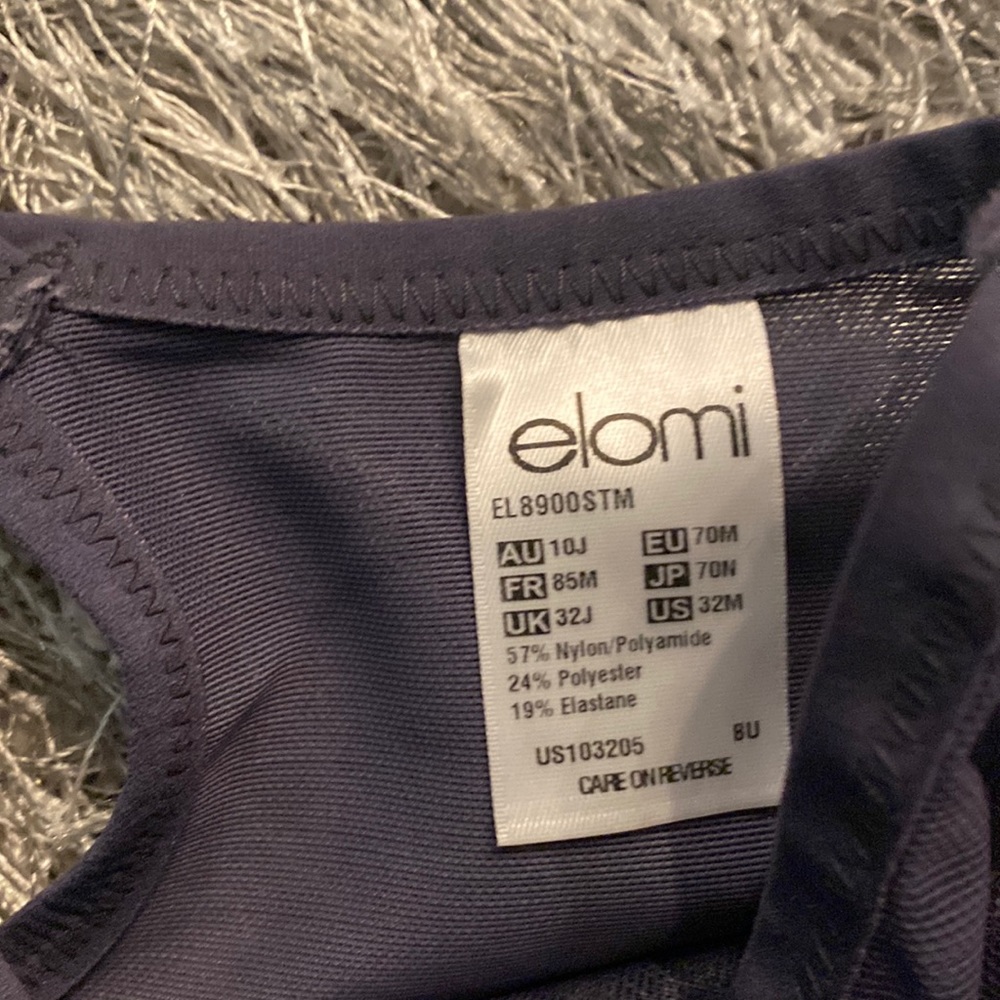 elomi
EL8900STM
AU 10J EU 70M
FR 85M JP 70N
UK 32J US 32M
57% Nylon/Polyamide
24% Polyester
19% Elastane
US103205 BU
CARE ON REVERSE